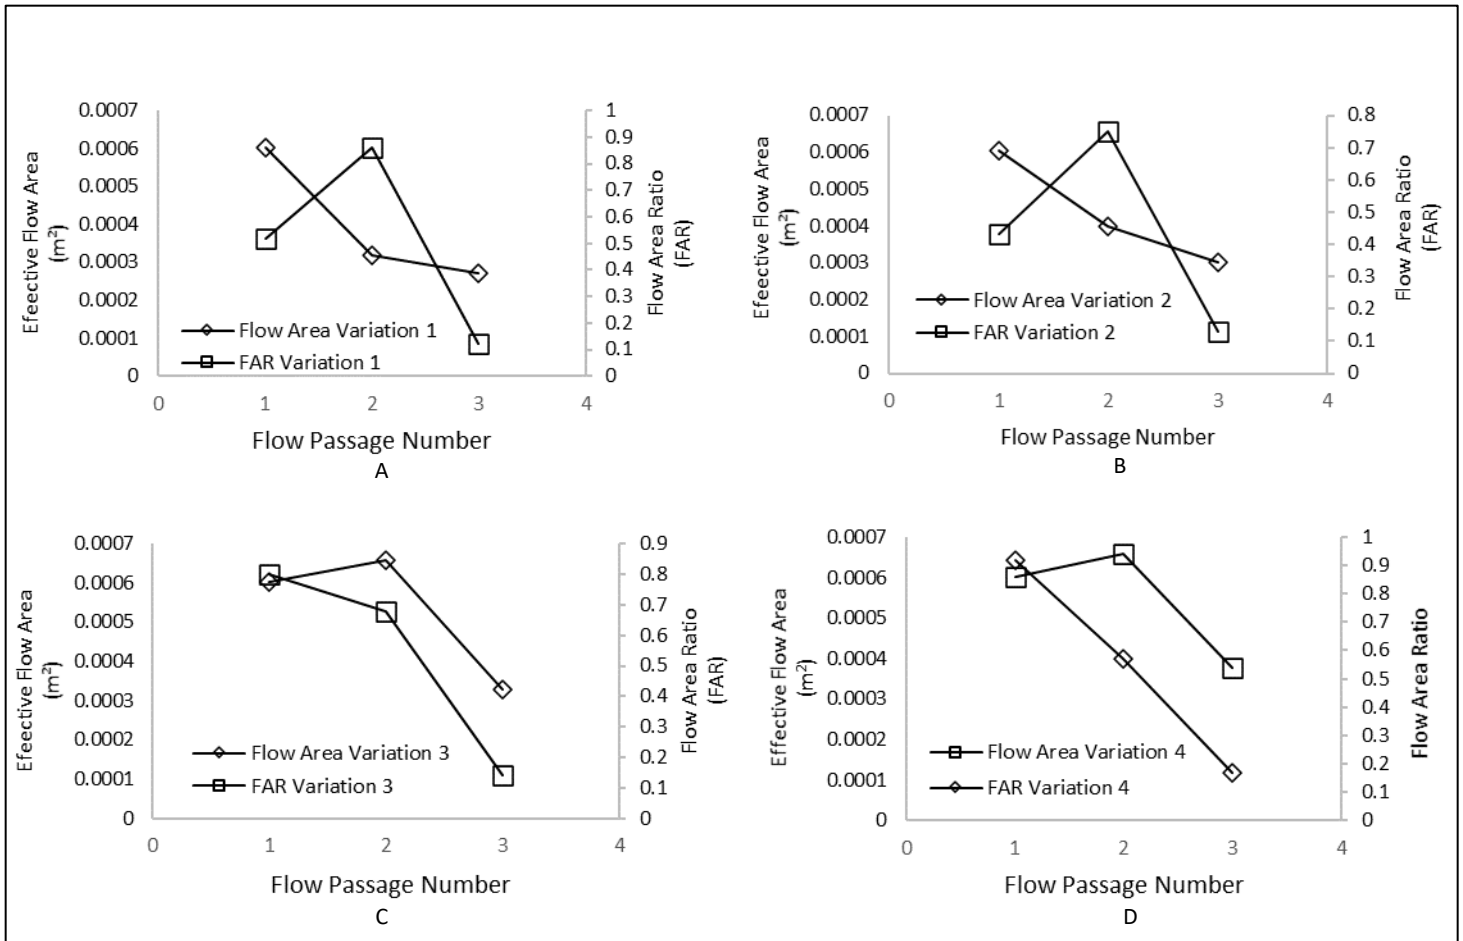 0.0007
0.0006
0.0005
0.0004
0.0003
0.0002
0.0001
0
Efeective Flow Area
(m²)
1
0.9
0.8
0.7
0.6
0.5
0.4
0.3
0.2
0.1
0
Flow Area Ratio
(FAR)
Flow Area Variation 1
FAR Variation 1
0 1 2 3 4
Flow Passage Number
A
0.0007
0.0006
0.0005
0.0004
0.0003
0.0002
0.0001
0
Efeective Flow Area
(m²)
0.8
0.7
0.6
0.5
0.4
0.3
0.2
0.1
0
Flow Area Ratio
(FAR)
Flow Area Variation 2
FAR Variation 2
0 1 2 3 4
Flow Passage Number
B
0.0007
0.0006
0.0005
0.0004
0.0003
0.0002
0.0001
0
Efeective Flow Area
(m²)
0.9
0.8
0.7
0.6
0.5
0.4
0.3
0.2
0.1
0
Flow Area Ratio
(FAR)
Flow Area Variation 3
FAR Variation 3
0 1 2 3 4
Flow Passage Number
C
0.0007
0.0006
0.0005
0.0004
0.0003
0.0002
0.0001
0
Effective Flow Area
(m²)
1
0.9
0.8
0.7
0.6
0.5
0.4
0.3
0.2
0.1
0
Flow Area Ratio
Flow Area Variation 4
FAR Variation 4
0 1 2 3 4
Flow Passage Number
D